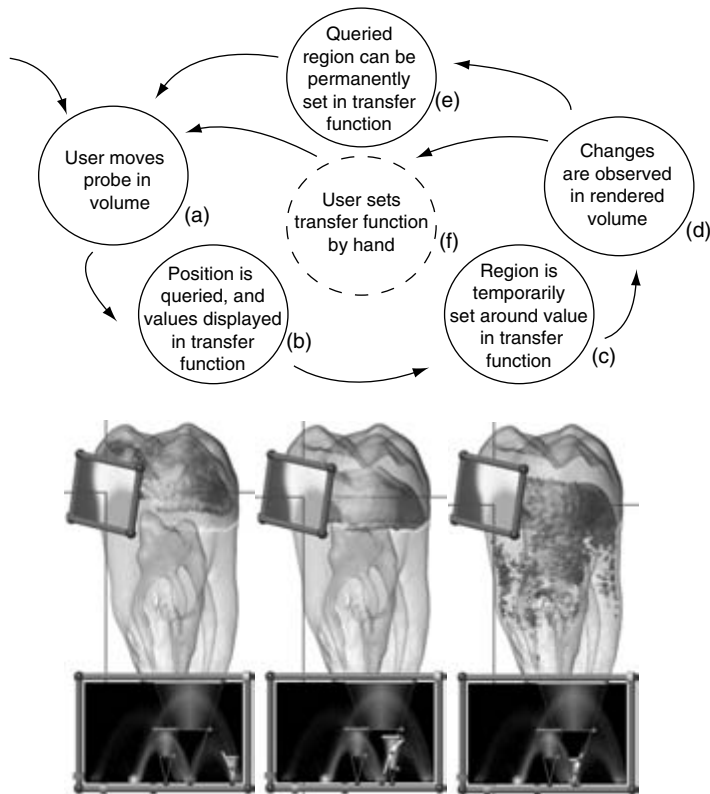 Queried
region can be
permanently
set in transfer
function
(e)
User moves
probe in
volume
(a)
User sets
transfer function
by hand
(f)
Changes
are observed
in rendered
volume
(d)
Position is
queried, and
values displayed
in transfer
function
(b)
Region is
temporarily
set around value
in transfer
function
(c)